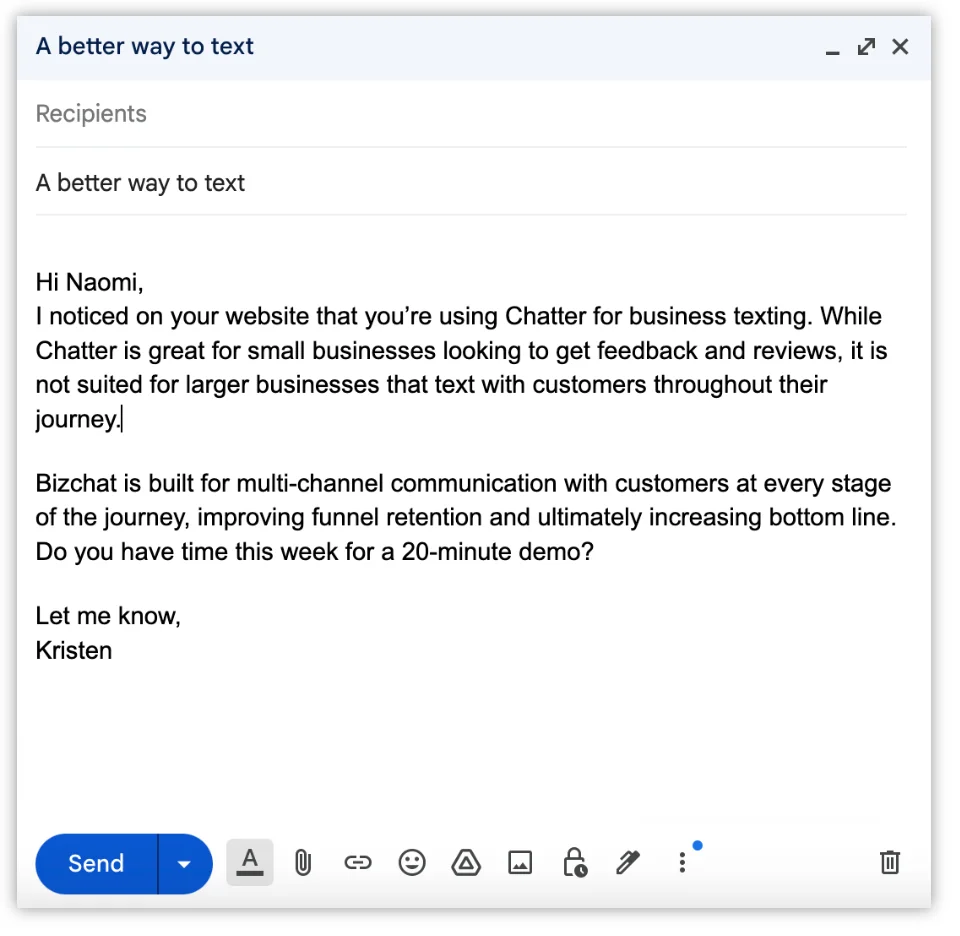 A better way to text
Recipients
A better way to text
Hi Naomi,
I noticed on your website that you’re using Chatter for business texting. While
Chatter is great for small businesses looking to get feedback and reviews, it is
not suited for larger businesses that text with customers throughout their
journey.
Bizchat is built for multi-channel communication with customers at every stage
of the journey, improving funnel retention and ultimately increasing bottom line.
Do you have time this week for a 20-minute demo?
Let me know,
Kristen
Send A